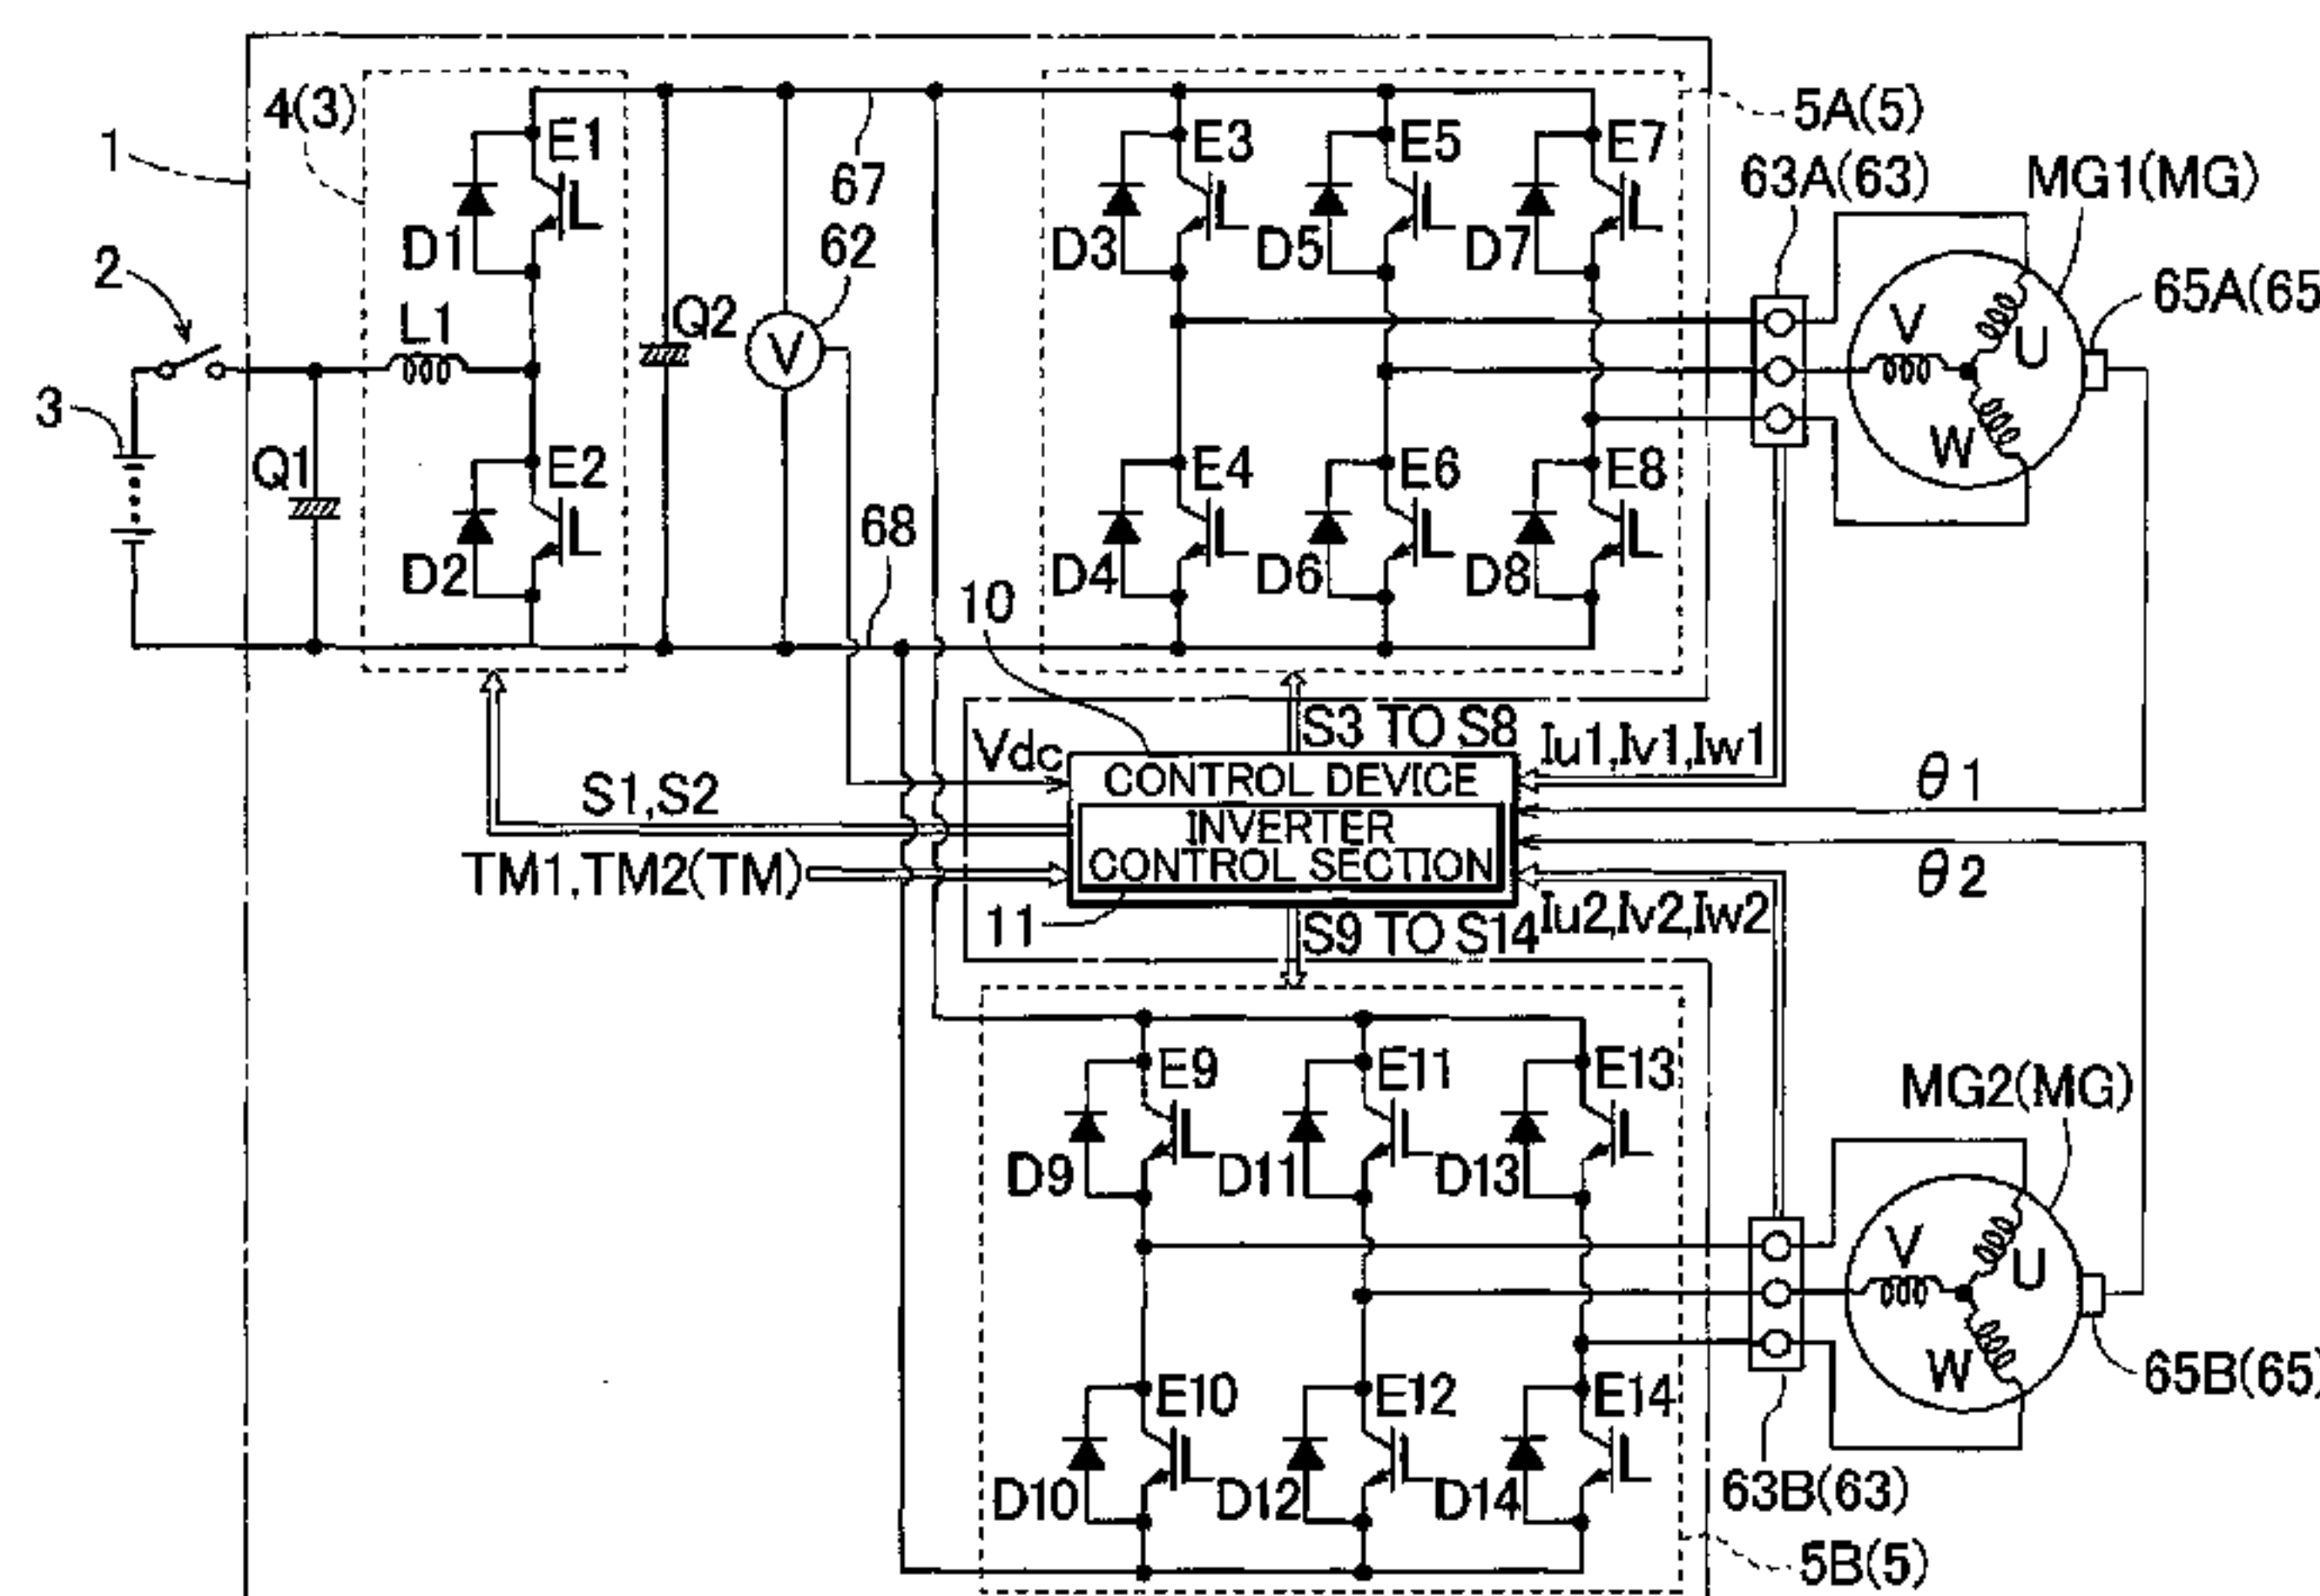 4(3)
1
E1
D1
2
L1
3
Q1
E2
D2
Q2
67
62
V
68
E3
E5
E7
D3
D5
D7
E4
E6
E8
D4
D6
D8
5A(5)
63A(63)
MG1(MG)
65A(65
V
U
W
10
S3 TO S8
Iu1,Iv1,Iw1
Vdc
CONTROL DEVICE
θ1
S1,S2
INVERTER
CONTROL SECTION
TM1,TM2(TM)
θ2
11
S9 TO S14
Iu2,Iv2,Iw2
E9
E11
E13
D9
D11
D13
MG2(MG)
V
U
W
E10
E12
E14
D10
D12
D14
65B(65)
63B(63)
5B(5)